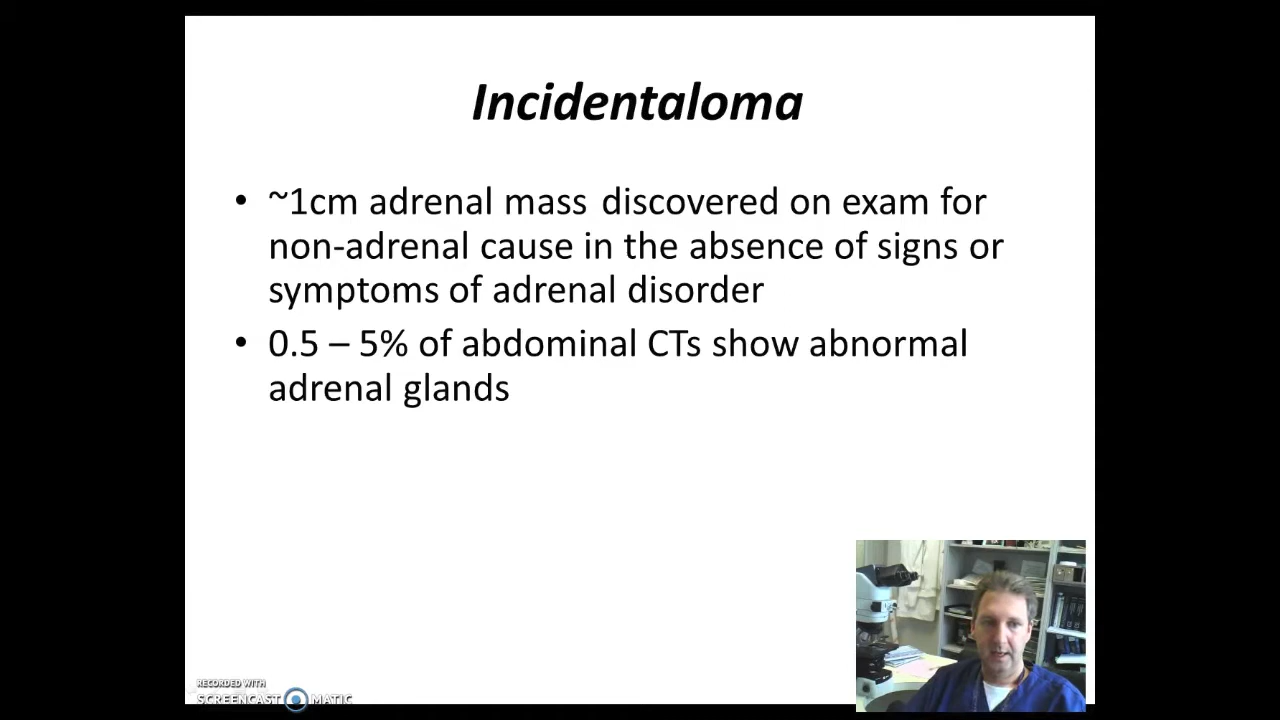 Incidentaloma
• ~1cm adrenal mass discovered on exam for
non-adrenal cause in the absence of signs or
symptoms of adrenal disorder
• 0.5 – 5% of abdominal CTs show abnormal
adrenal glands
RECORDED WITH
SCREENCAST MATIC